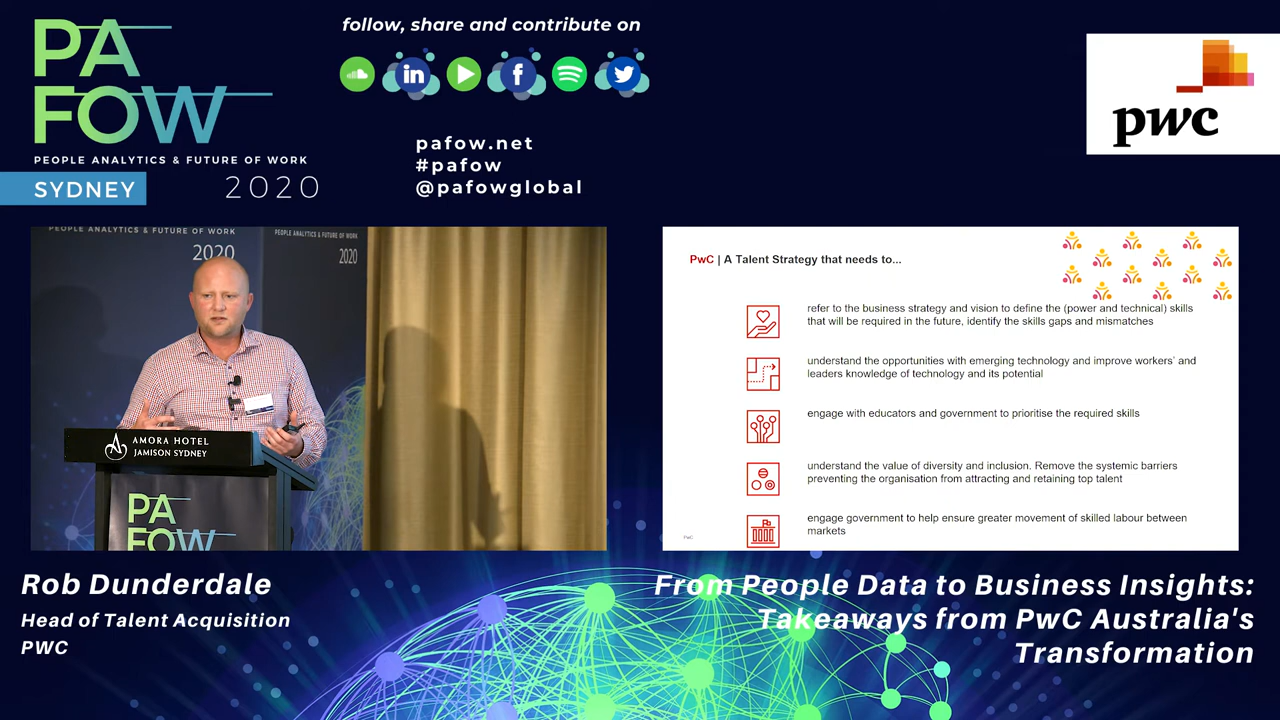 PA
FOW
PEOPLE ANALYTICS & FUTURE OF WORK
SYDNEY
2020
follow, share and contribute on
in
f
pafow.net
#pafow
@pafowglobal
pwc
PEOPLE ANALYTICS & FUTURE OF WORK
2020
PEOPLE ANALYTICS & FUTURE OF WORK
2020
AMORA HOTEL
JAMISON SYDNEY
PA
FOW
PwC | A Talent Strategy that needs to...
refer to the business strategy and vision to define the (power and technical) skills
that will be required in the future, identify the skills gaps and mismatches
understand the opportunities with emerging technology and improve workers' and
leaders knowledge of technology and its potential
engage with educators and government to prioritise the required skills
understand the value of diversity and inclusion. Remove the systemic barriers
preventing the organisation from attracting and retaining top talent
engage government to help ensure greater movement of skilled labour between
markets
PwC
Rob Dunderdale
Head of Talent Acquisition
PWC
From People Data to Business Insights:
Takeaways from PwC Australia's
Transformation